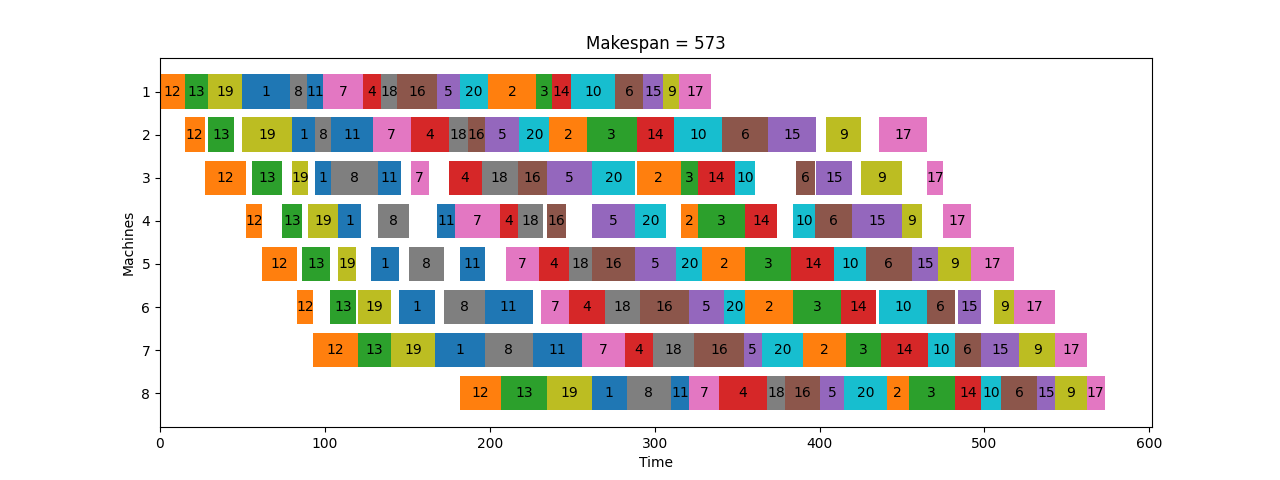 Makespan = 573
1 12 13 19 1 8 11 7 4 18 16 5 20 2 3 14 10 6 15 9 17
2 12 13 19 1 8 11 7 4 18 16 5 20 2 3 14 10 6 15 9 17
3 12 13 19 1 8 11 7 4 18 16 5 20 2 3 14 10 6 15 9 17
4 12 13 19 1 8 11 7 4 18 16 5 20 2 3 14 10 6 15 9 17
5 12 13 19 1 8 11 7 4 18 16 5 20 2 3 14 10 6 15 9 17
6 12 13 19 1 8 11 7 4 18 16 5 20 2 3 14 10 6 15 9 17
7 12 13 19 1 8 11 7 4 18 16 5 20 2 3 14 10 6 15 9 17
8 12 13 19 1 8 11 7 4 18 16 5 20 2 3 14 10 6 15 9 17
Machines
0 100 200 300 400 500 600
Time